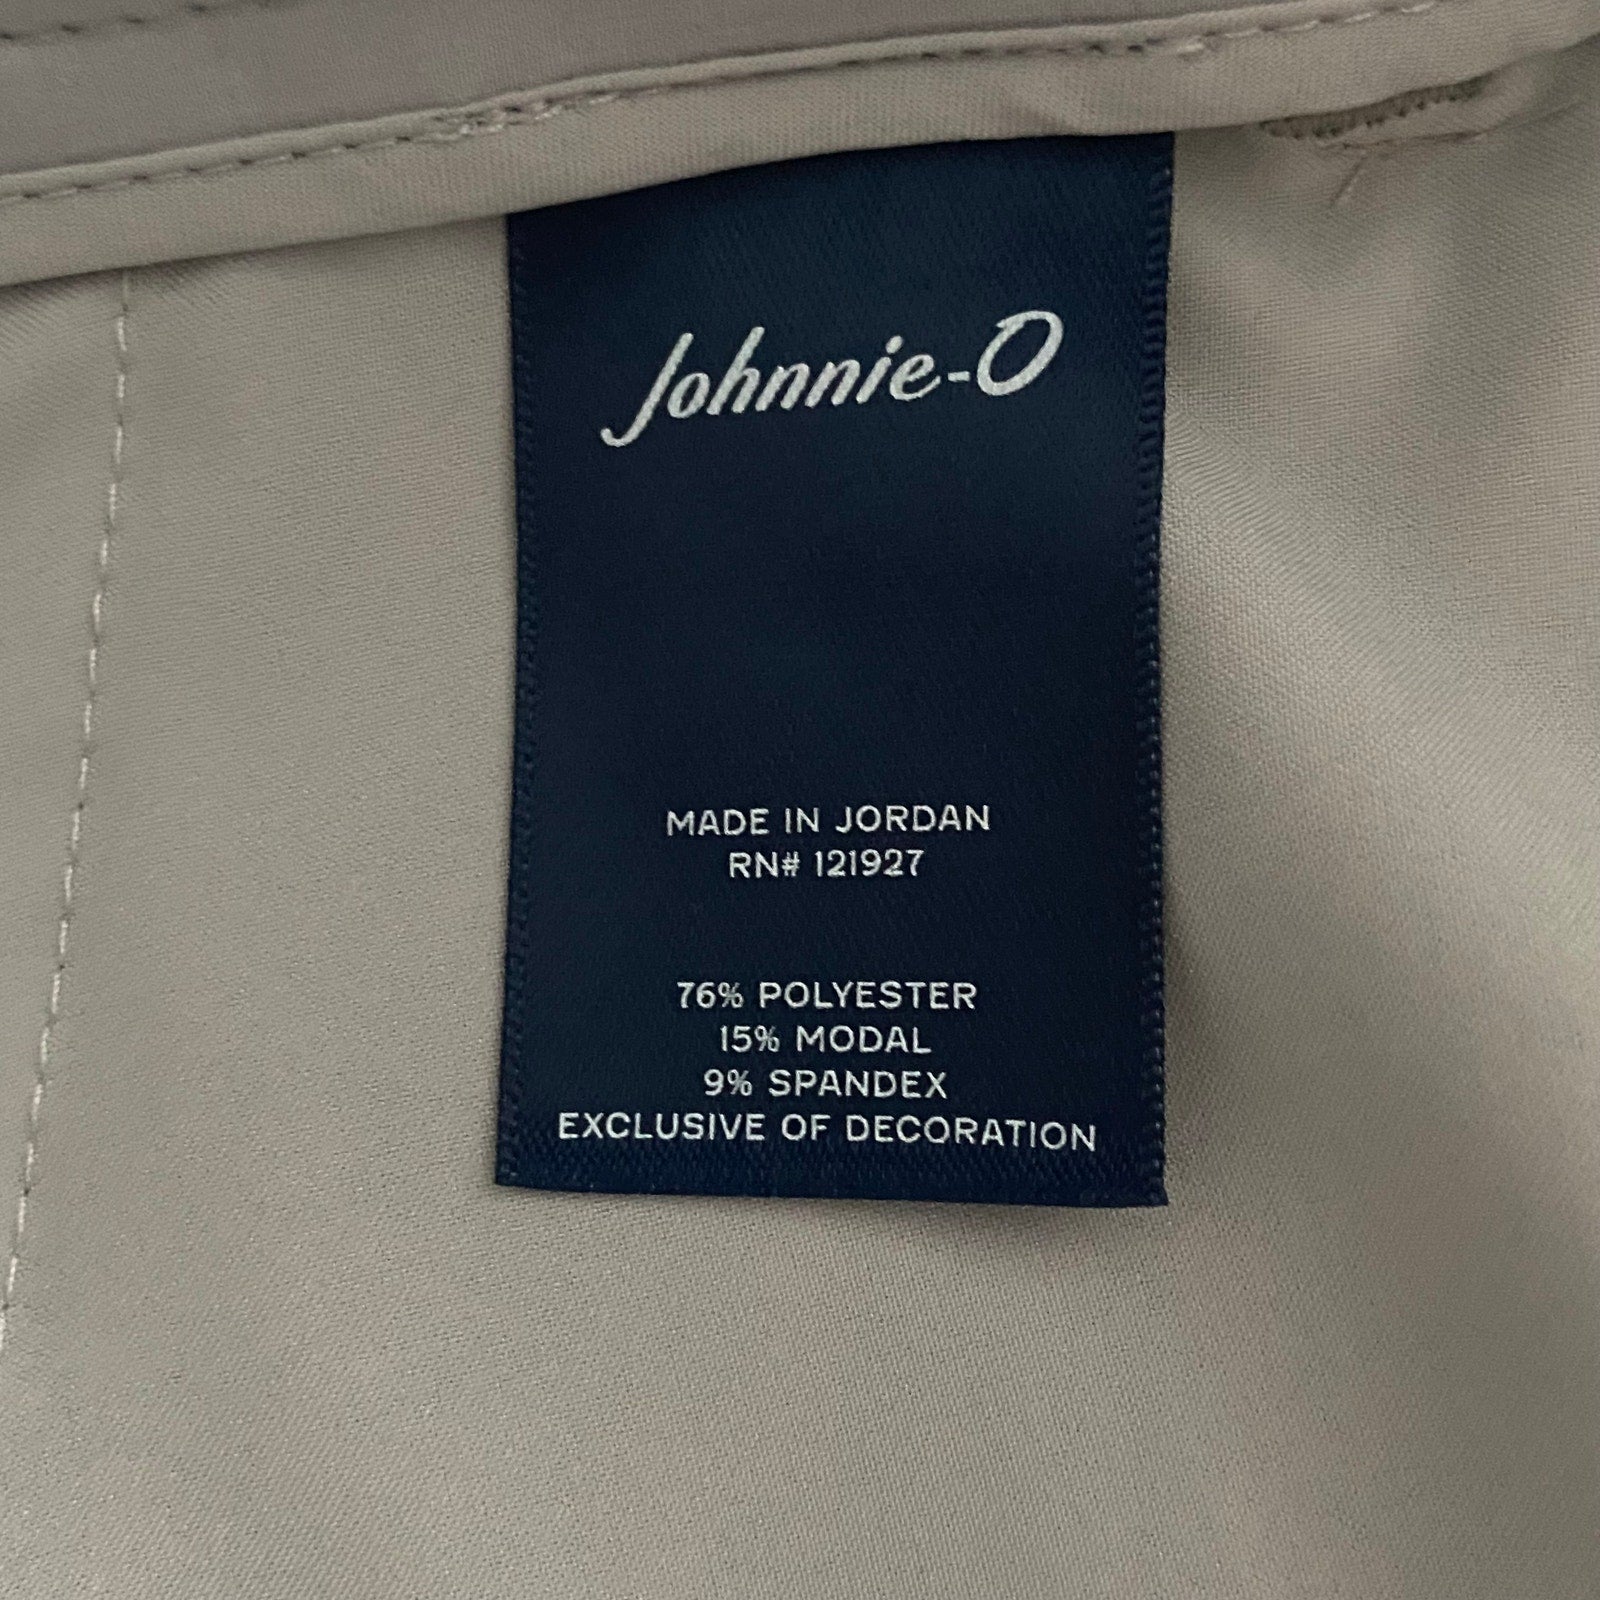 Johnnie-O
MADE IN JORDAN
RN# 121927
76% POLYESTER
15% MODAL
9% SPANDEX
EXCLUSIVE OF DECORATION